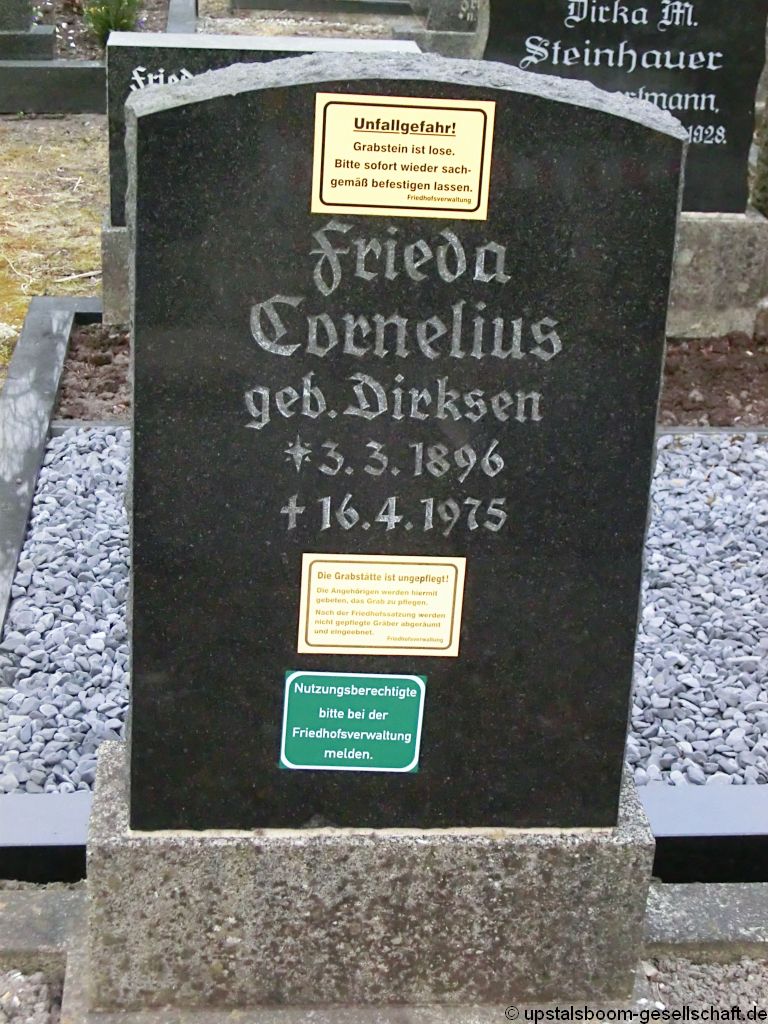 Dirka M.
Steinhauer
Frie
mann,
1928.
Unfallgefahr!
Grabstein ist lose.
Bitte sofort wieder sach-
gemäß befestigen lassen.
Friedhofsverwaltung
Frieda
Cornelius
geb. Dirksen
* 3. 3. 1896
† 16. 4. 1975
Die Grabstätte ist ungepflegt!
Die Angehörigen werden hiermit
gebeten, das Grab zu pflegen.
Nach der Friedhofssatzung werden
nicht gepflegte Gräber abgeräumt
und eingeebnet.
Friedhofsverwaltung
Nutzungsberechtigte
bitte bei der
Friedhofsverwaltung
melden.
© upstalsboom-gesellschaft.de